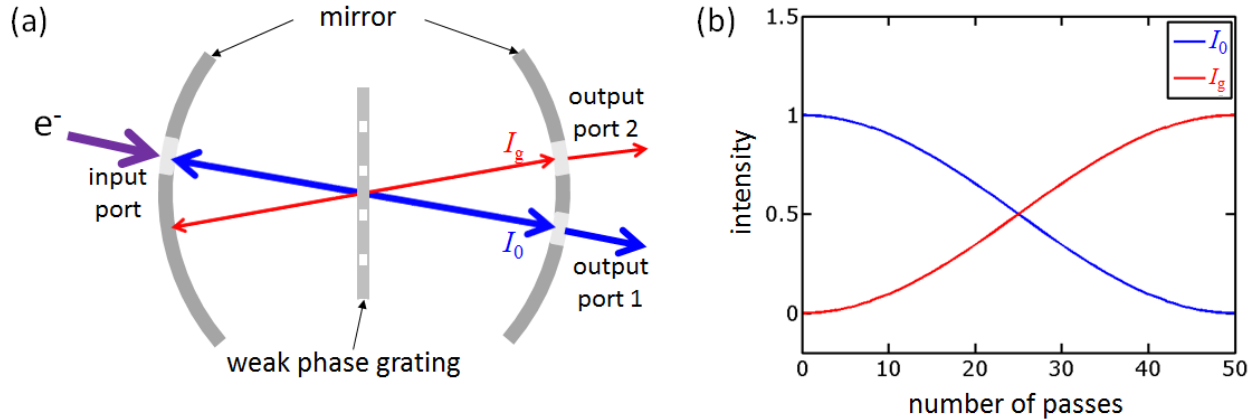 (a)
mirror
e-
input
port
Ig
I0
output
port 2
output
port 1
weak phase grating
(b)
1.5
1
0.5
0
intensity
I0
Ig
0 10 20 30 40 50
number of passes